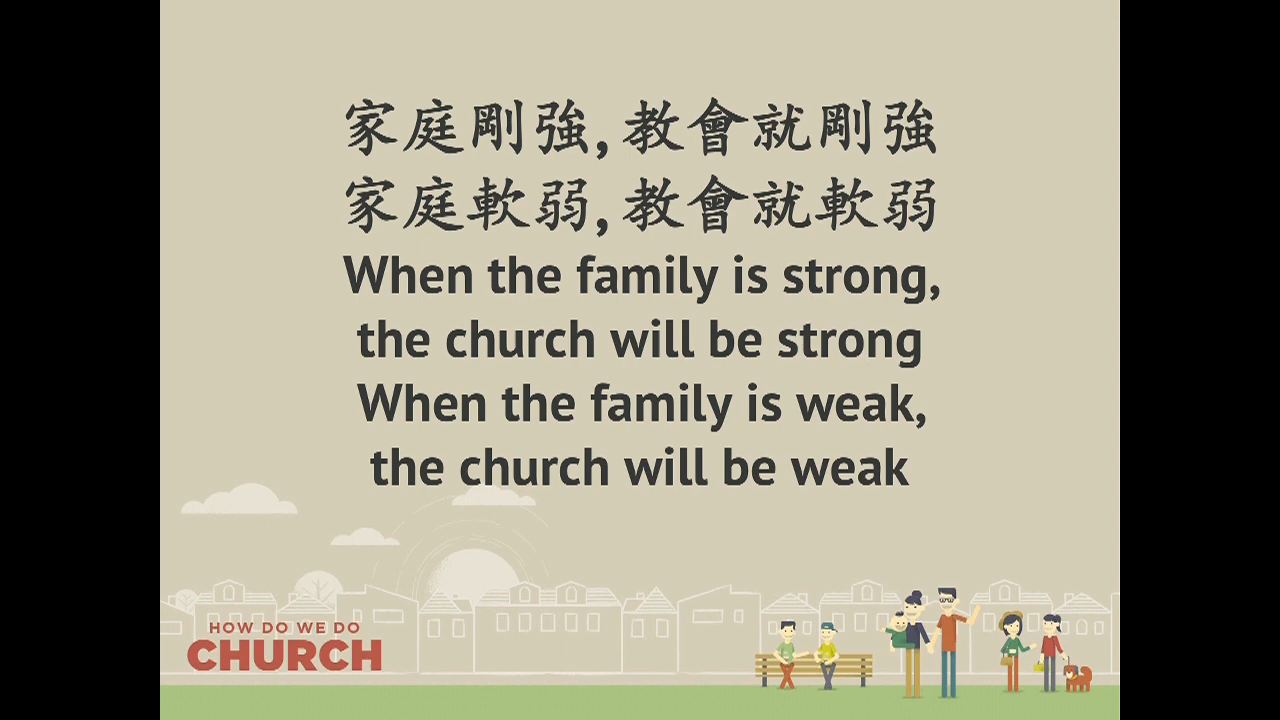 家庭剛強,教會就剛強
家庭軟弱,教會就軟弱
When the family is strong,
the church will be strong
When the family is weak,
the church will be weak
HOW DO WE DO
CHURCH